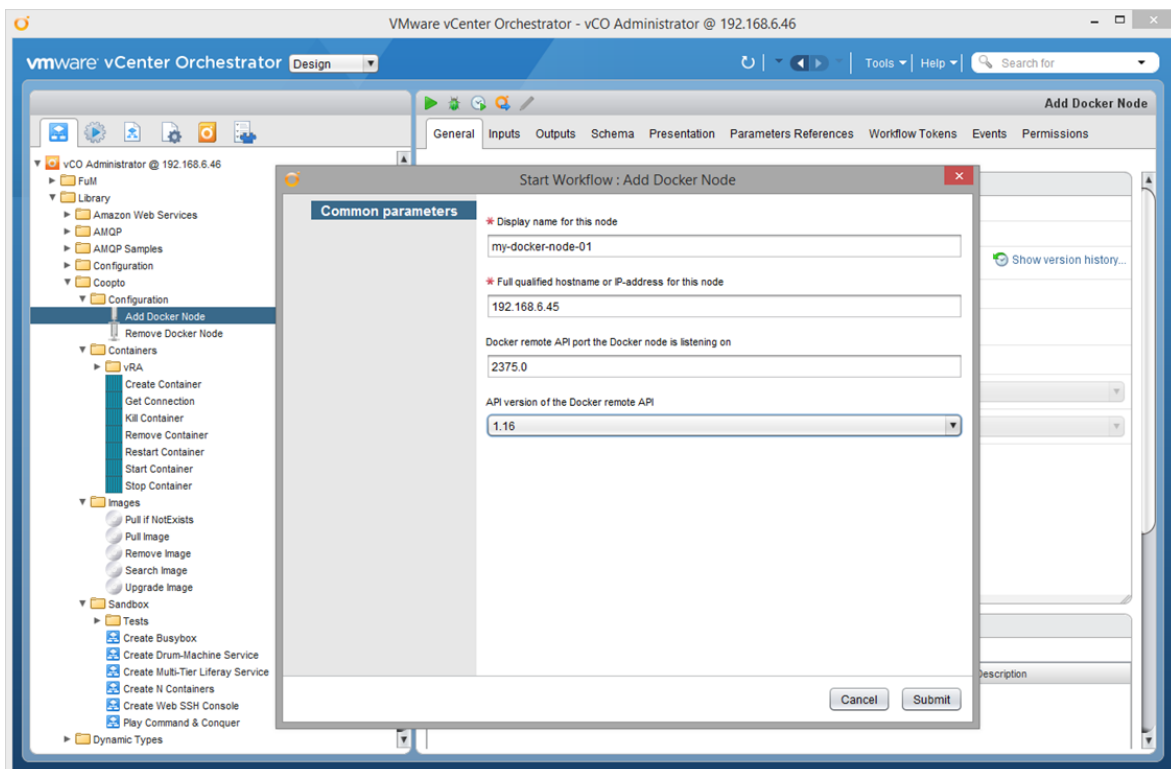 VMware vCenter Orchestrator - vCO Administrator @ 192.168.6.46
vmware vCenter Orchestrator Design
Tools Help Search for
Add Docker Node
General Inputs Outputs Schema Presentation Parameters References Workflow Tokens Events Permissions
vCO Administrator @ 192.168.6.46
FuM
Library
Amazon Web Services
AMQP
AMQP Samples
Configuration
Coopto
Configuration
Add Docker Node
Remove Docker Node
Containers
vRA
Create Container
Get Connection
Kill Container
Remove Container
Restart Container
Start Container
Stop Container
Images
Pull if NotExists
Pull Image
Remove Image
Search Image
Upgrade Image
Sandbox
Tests
Create Busybox
Create Drum-Machine Service
Create Multi-Tier Liferay Service
Create N Containers
Create Web SSH Console
Play Command & Conquer
Dynamic Types
Start Workflow : Add Docker Node
Common parameters
* Display name for this node
my-docker-node-01
* Full qualified hostname or IP-address for this node
192.168.6.45
Docker remote API port the Docker node is listening on
2375.0
API version of the Docker remote API
1.16
Cancel Submit
Show version history...
Description